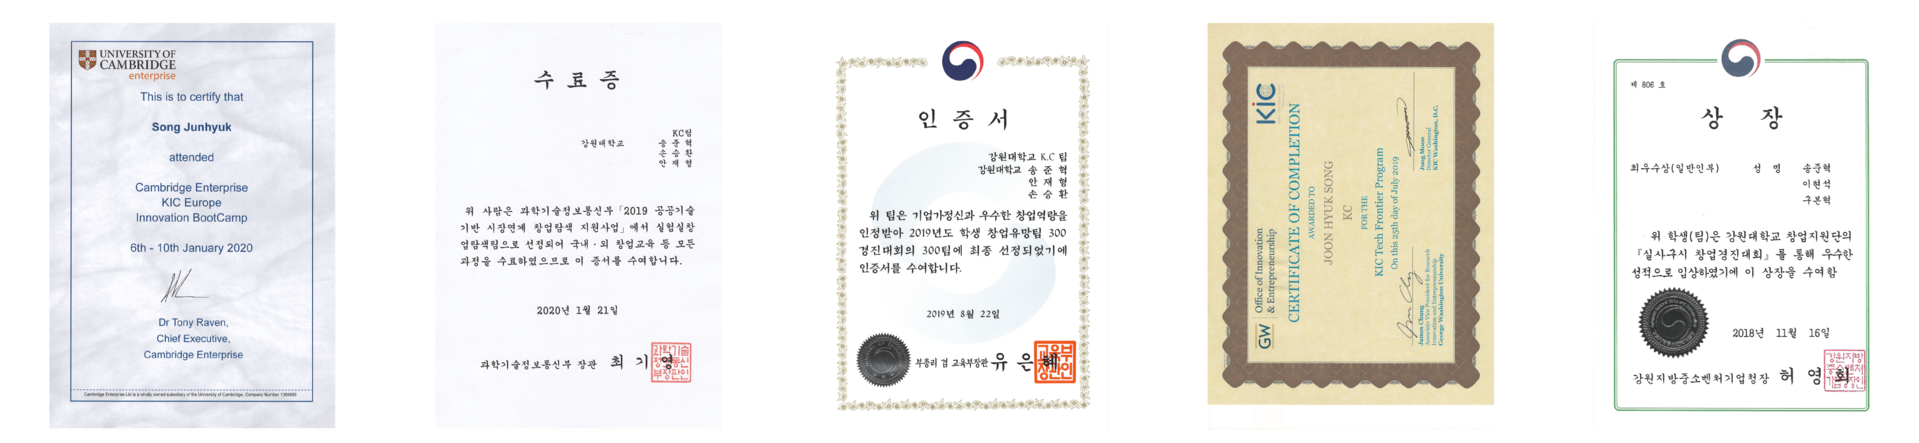 UNIVERSITY OF
CAMBRIDGE
enterprise
This is to certify that
Song Junhyuk
attended
Cambridge Enterprise
KIC Europe
Innovation BootCamp
6th - 10th January 2020
Dr Tony Raven,
Chief Executive,
Cambridge Enterprise
Cambridge Enterprise Ltd is a wholly owned subsidiary of the University of Cambridge, Company Number 1069885
수 료 증
KC팀
강원대학교 송 준 혁
손 승 환
안 재 형
위 사람은 과학기술정보통신부 「2019 공공기술
기반 시장연계 창업탐색 지원사업」에서 실험실창
업탐색팀으로 선정되어 국내 · 외 창업교육 등 모든
과정을 수료하였으므로 이 증서를 수여합니다.
2020년 1월 21일
과학기술정보통신부 장관 최 기 영
과학기술
정보통신
부장관인
인 증 서
강원대학교 K.C 팀
강원대학교 송 준 혁
안 재 형
손 승 환
위 팀은 기업가정신과 우수한 창업역량을
인정받아 2019년도 학생 창업유망팀 300
경진대회의 300팀에 최종 선정되었기에
인증서를 수여합니다.
2019년 8월 22일
부총리 겸 교육부장관 유 은 혜
교육부
장관인
GW Office of Innovation
& Entrepreneurship
KIC
CERTIFICATE OF COMPLETION
AWARDED TO
JOON HYUK SONG
KC
FOR THE
KIC Tech Frontier Program
On this 25th day of July 2019
James Chung
Associate Vice President for Research
Innovation and Entrepreneurship
George Washington University
Jung Moon
Director General
KIC Washington, D.C.
제 806 호
상 장
최우수상(일반인부) 성 명 송준혁
이현석
구본혁
위 학생(팀)은 강원대학교 창업지원단의
『실사구시 창업경진대회』를 통해 우수한
성적으로 입상하였기에 이 상장을 수여함
2018년 11월 16일
강원지방중소벤처기업청장 허 영 회
강원지방
중소벤처
기업청장인